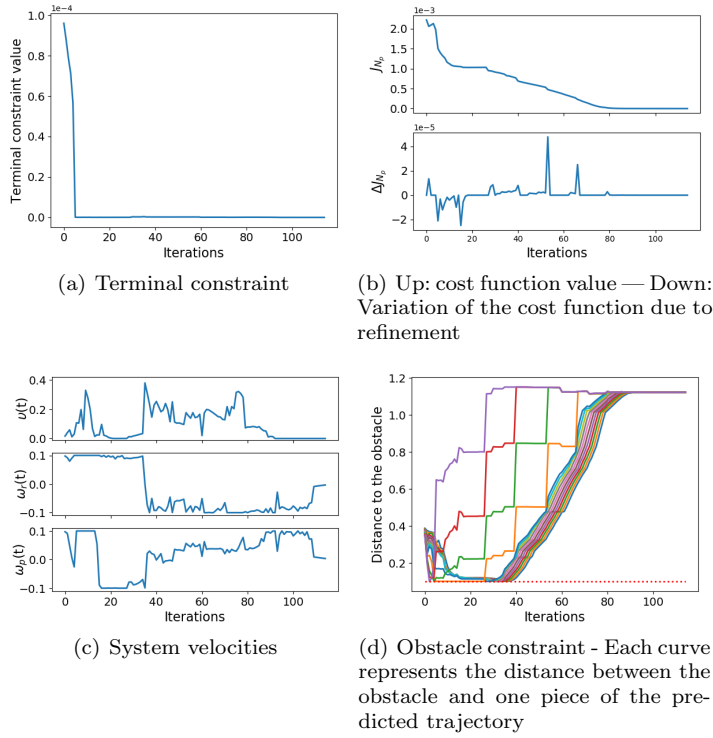 1e−4
1.0
0.8
0.6
0.4
0.2
0.0
Terminal constraint value
0 20 40 60 80 100
Iterations
(a) Terminal constraint
1e−3
2.0
1.5
1.0
0.5
0.0
J_{N_p}
1e−5
4
2
0
−2
ΔJ_{N_p}
0 20 40 60 80 100
Iterations
(b) Up: cost function value — Down:
Variation of the cost function due to
refinement
0.4
0.2
0.0
υ(t)
0.1
0.0
−0.1
ω_r(t)
0.1
0.0
−0.1
ω_p(t)
0 20 40 60 80 100
Iterations
(c) System velocities
1.2
1.0
0.8
0.6
0.4
0.2
Distance to the obstacle
0 20 40 60 80 100
Iterations
(d) Obstacle constraint - Each curve
represents the distance between the
obstacle and one piece of the pre-
dicted trajectory